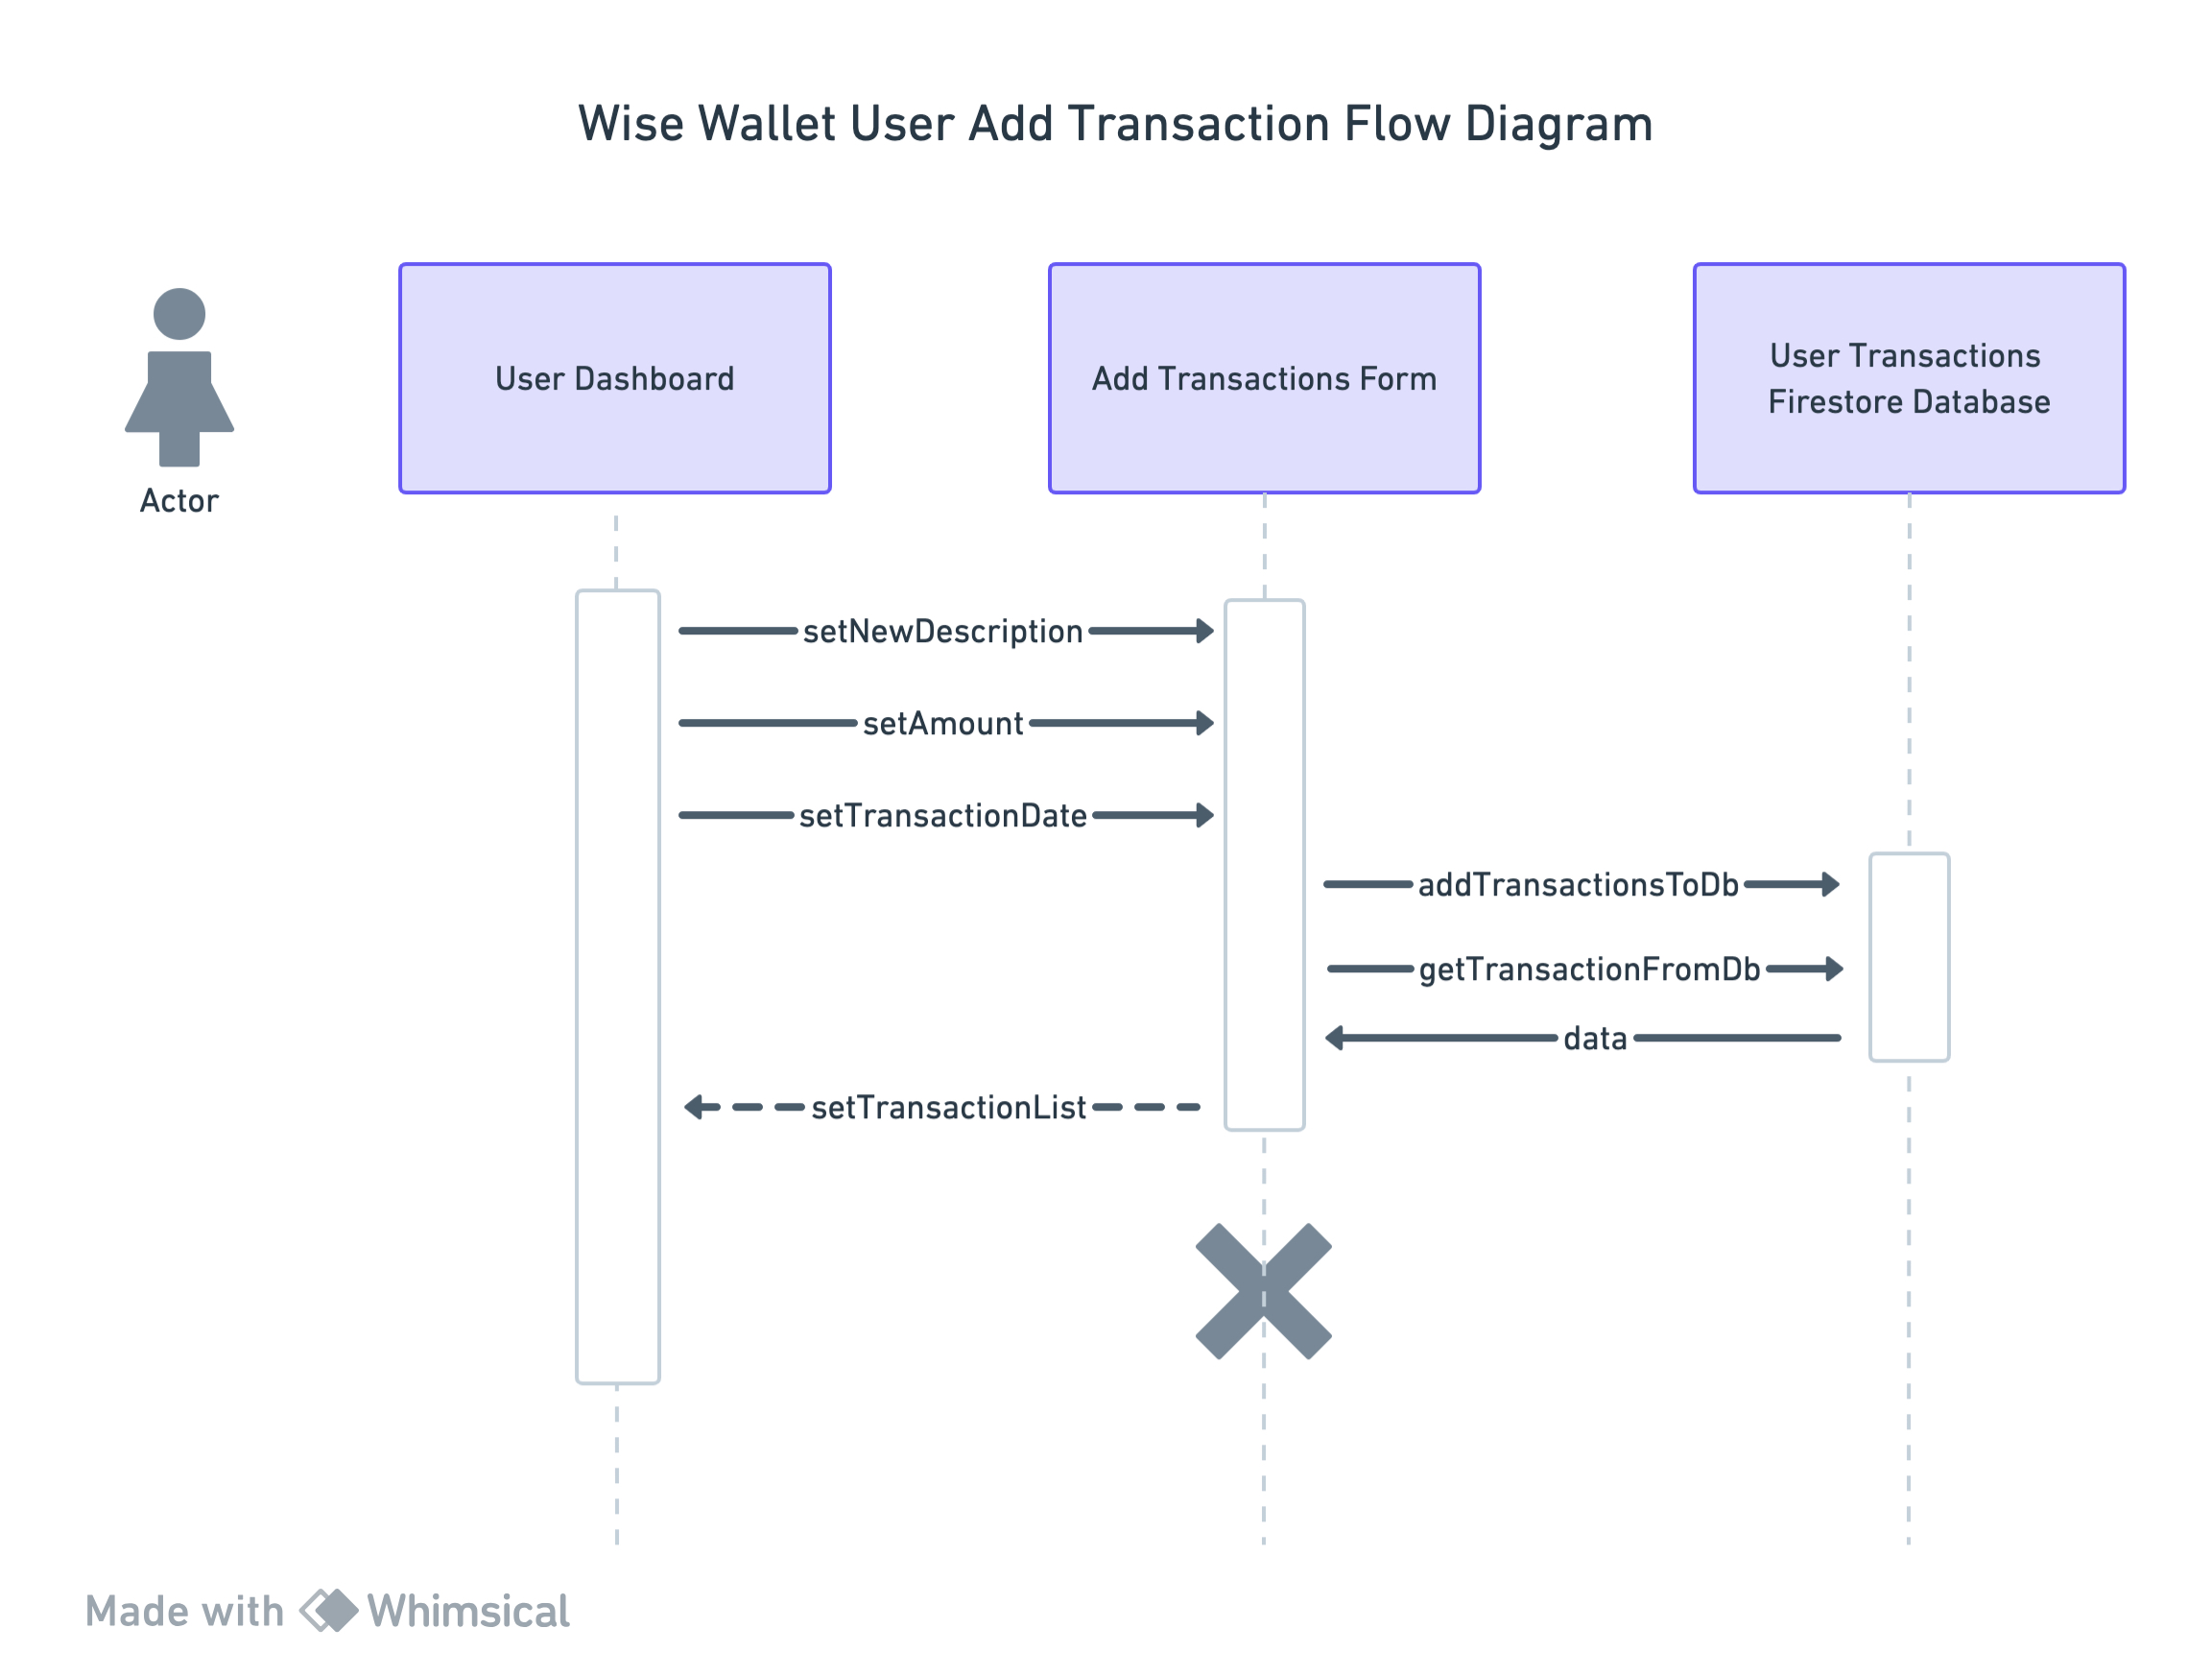 Wise Wallet User Add Transaction Flow Diagram
Actor
User Dashboard
Add Transactions Form
User Transactions
Firestore Database
setNewDescription
setAmount
setTransactionDate
addTransactionsToDb
getTransactionFromDb
data
setTransactionList
Made with Whimsical